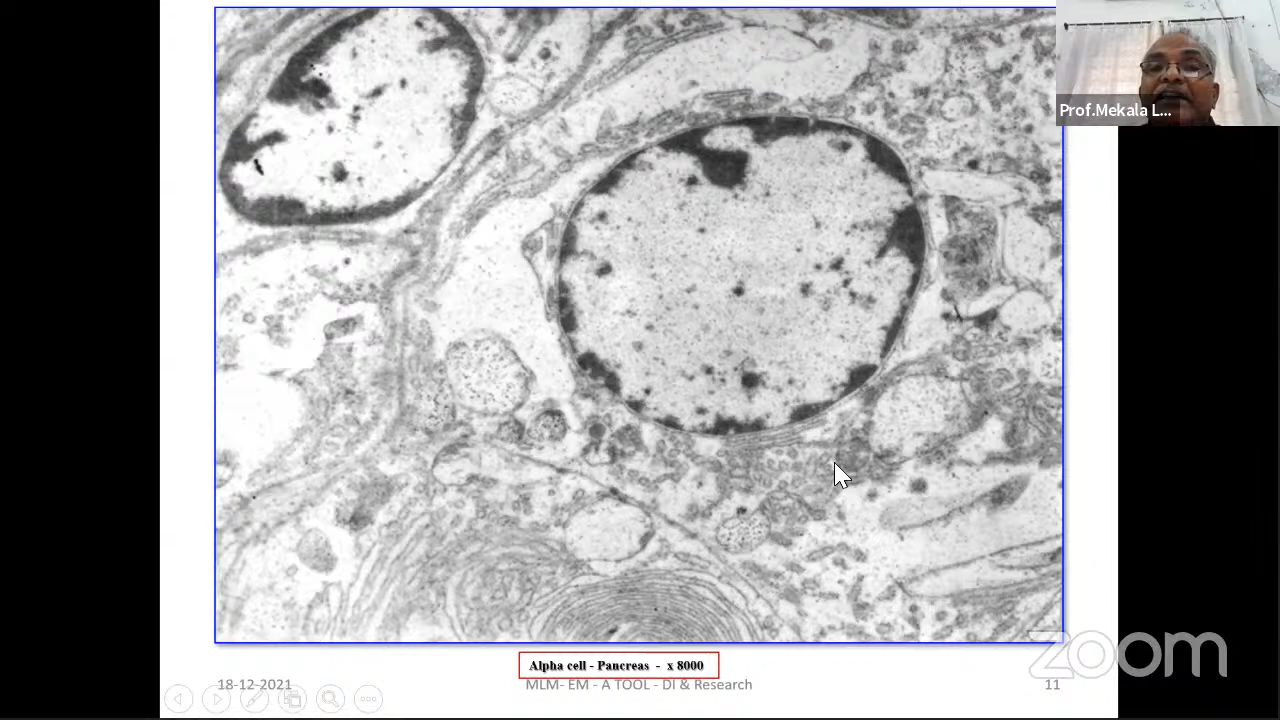 Prof.Mekala L...
Alpha cell - Pancreas - x 8000
18-12-2021
MLM- EM - A TOOL - DI & Research
11
zoom